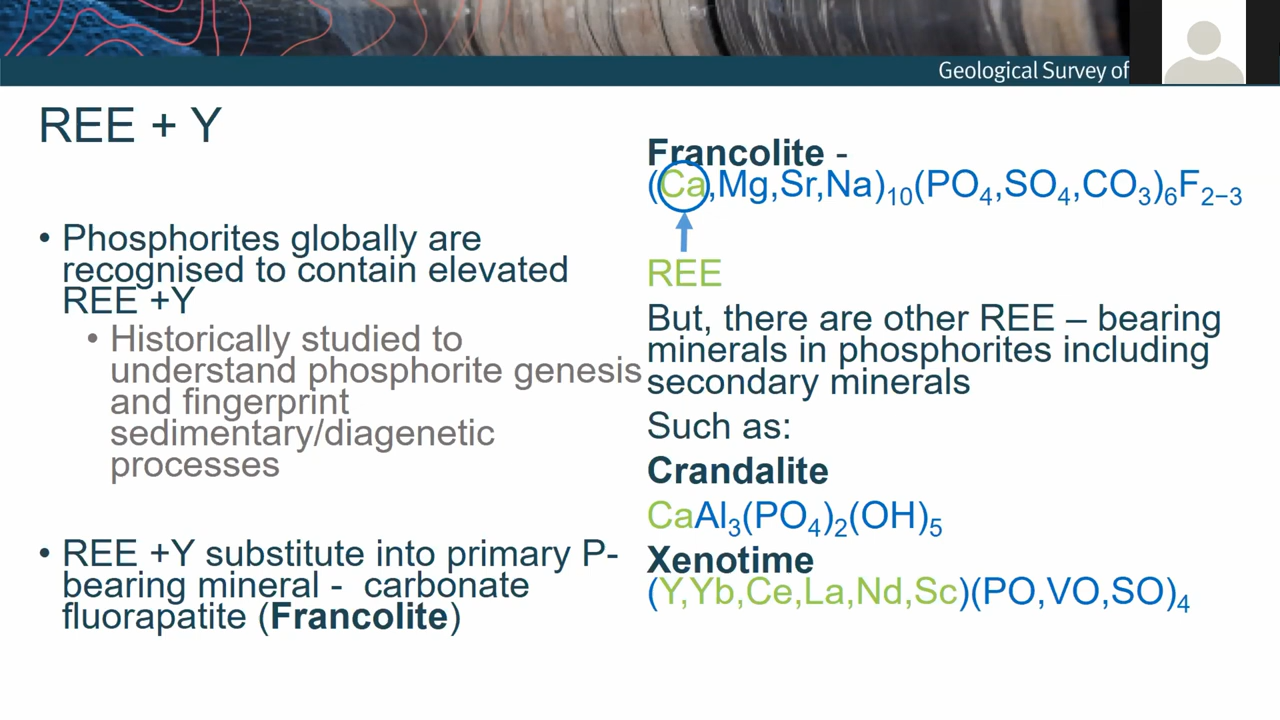 Geological Survey of
REE + Y
• Phosphorites globally are
recognised to contain elevated
REE +Y
• Historically studied to
understand phosphorite genesis
and fingerprint
sedimentary/diagenetic
processes
• REE +Y substitute into primary P-
bearing mineral - carbonate
fluorapatite (Francolite)
Francolite -
(Ca,Mg,Sr,Na)₁₀(PO₄,SO₄,CO₃)₆F₂₋₃
REE
But, there are other REE – bearing
minerals in phosphorites including
secondary minerals
Such as:
Crandalite
CaAl₃(PO₄)₂(OH)₅
Xenotime
(Y,Yb,Ce,La,Nd,Sc)(PO,VO,SO)₄